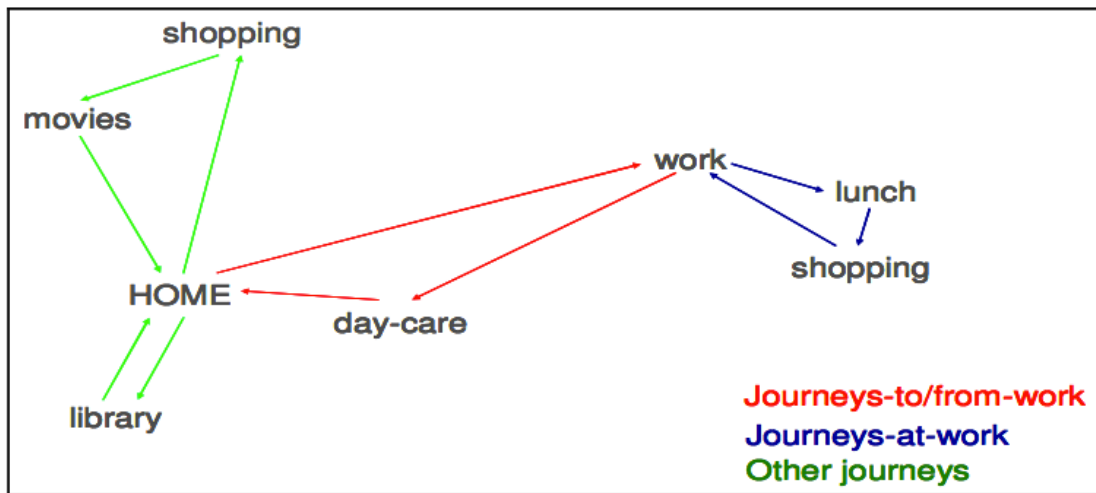 shopping
movies
work
lunch
shopping
HOME
day-care
library
Journeys-to/from-work
Journeys-at-work
Other journeys